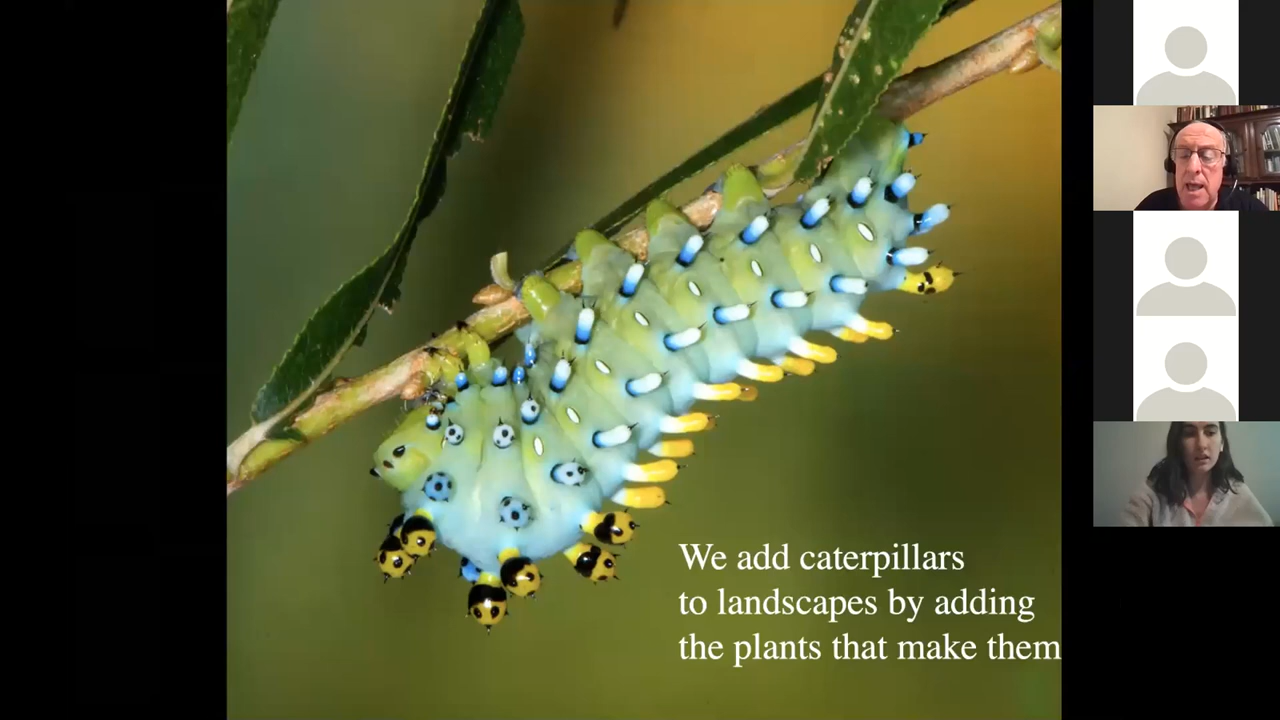 We add caterpillars
to landscapes by adding
the plants that make them